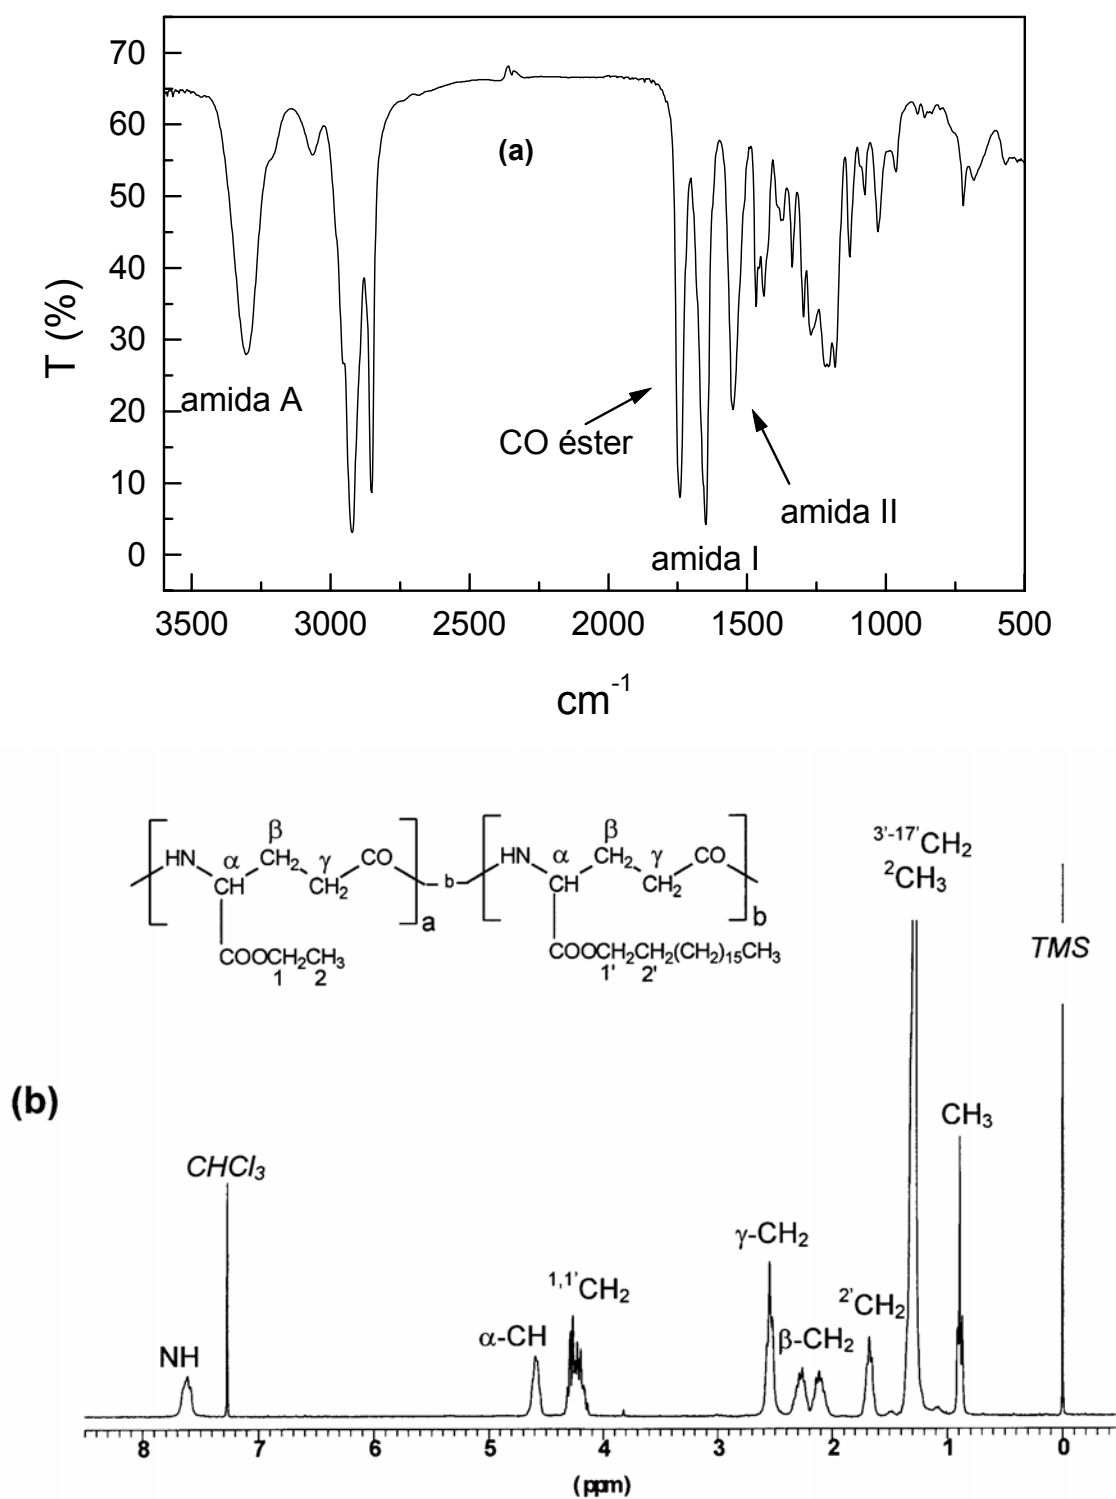 70
60
50
40
30
20
10
0
T (%)
(a)
amida A
CO éster
amida II
amida I
3500 3000 2500 2000 1500 1000 500
cm-1
HN α CH β CH2 γ CH2 CO a b HN α CH β CH2 γ CH2 CO b
COOCH2CH3
1 2
COOCH2CH2(CH2)15CH3
1' 2'
3'-17'CH2
2CH3
TMS
(b)
CHCl3
CH3
γ-CH2
1,1'CH2
2'CH2
α-CH
β-CH2
NH
8 7 6 5 4 3 2 1 0
(ppm)